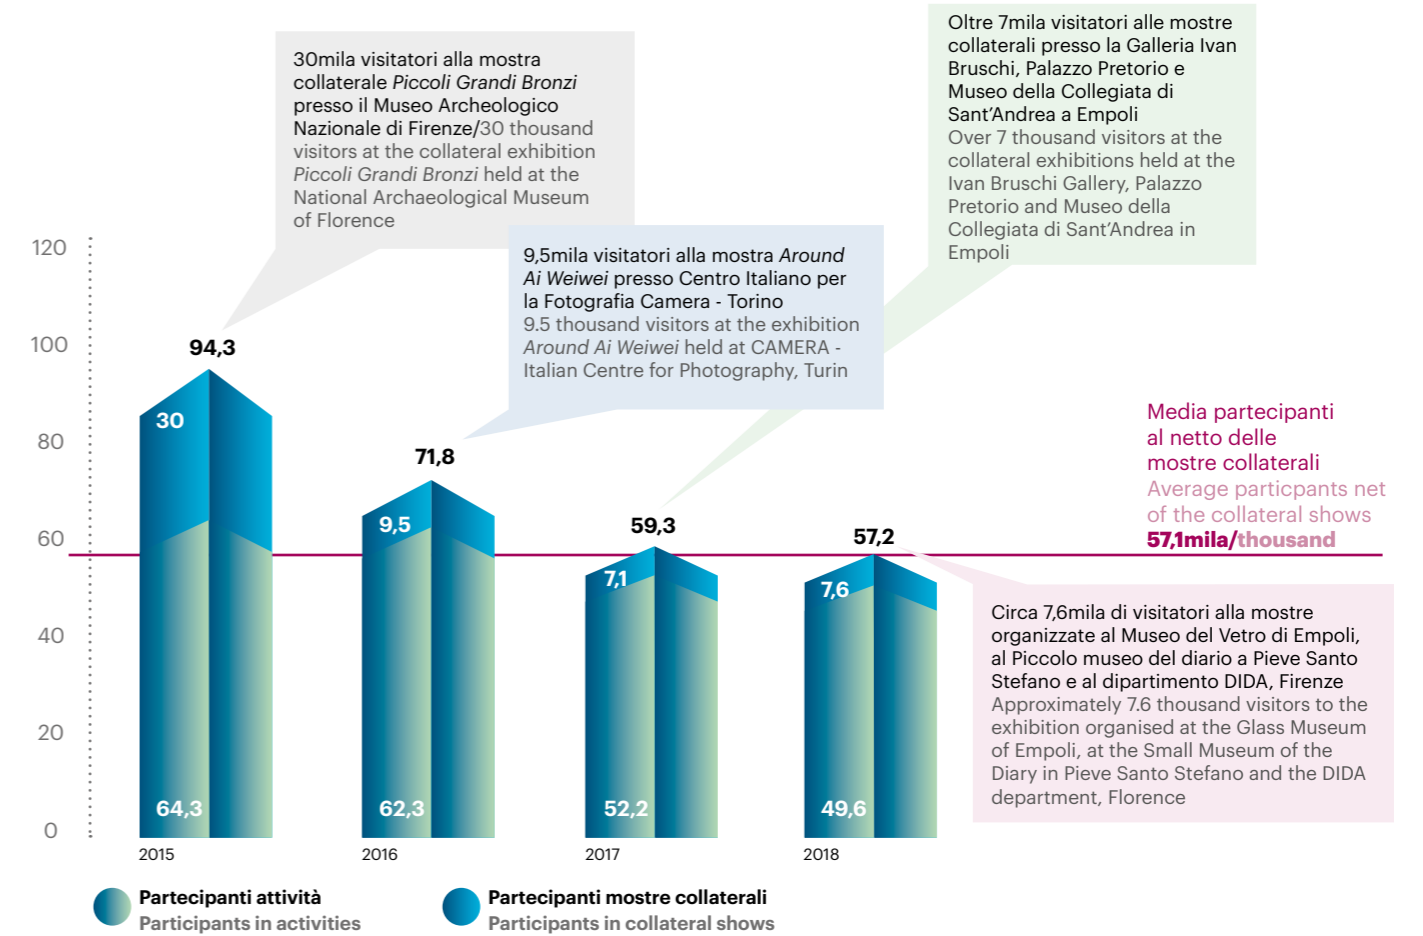 30mila visitatori alla mostra
collaterale Piccoli Grandi Bronzi
presso il Museo Archeologico
Nazionale di Firenze/30 thousand
visitors at the collateral exhibition
Piccoli Grandi Bronzi held at the
National Archaeological Museum
of Florence
9,5mila visitatori alla mostra Around
Ai Weiwei presso Centro Italiano per
la Fotografia Camera - Torino
9.5 thousand visitors at the exhibition
Around Ai Weiwei held at CAMERA -
Italian Centre for Photography, Turin
Oltre 7mila visitatori alle mostre
collaterali presso la Galleria Ivan
Bruschi, Palazzo Pretorio e
Museo della Collegiata di
Sant'Andrea a Empoli
Over 7 thousand visitors at the
collateral exhibitions held at the
Ivan Bruschi Gallery, Palazzo
Pretorio and Museo della
Collegiata di Sant'Andrea in
Empoli
120
100
80
60
40
20
0
94,3
30
64,3
2015
71,8
9,5
62,3
2016
59,3
7,1
52,2
2017
57,2
7,6
49,6
2018
Media partecipanti
al netto delle
mostre collaterali
Average particpants net
of the collateral shows
57,1mila/thousand
Circa 7,6mila di visitatori alla mostre
organizzate al Museo del Vetro di Empoli,
al Piccolo museo del diario a Pieve Santo
Stefano e al dipartimento DIDA, Firenze
Approximately 7.6 thousand visitors to the
exhibition organised at the Glass Museum
of Empoli, at the Small Museum of the
Diary in Pieve Santo Stefano and the DIDA
department, Florence
Partecipanti attività
Participants in activities
Partecipanti mostre collaterali
Participants in collateral shows